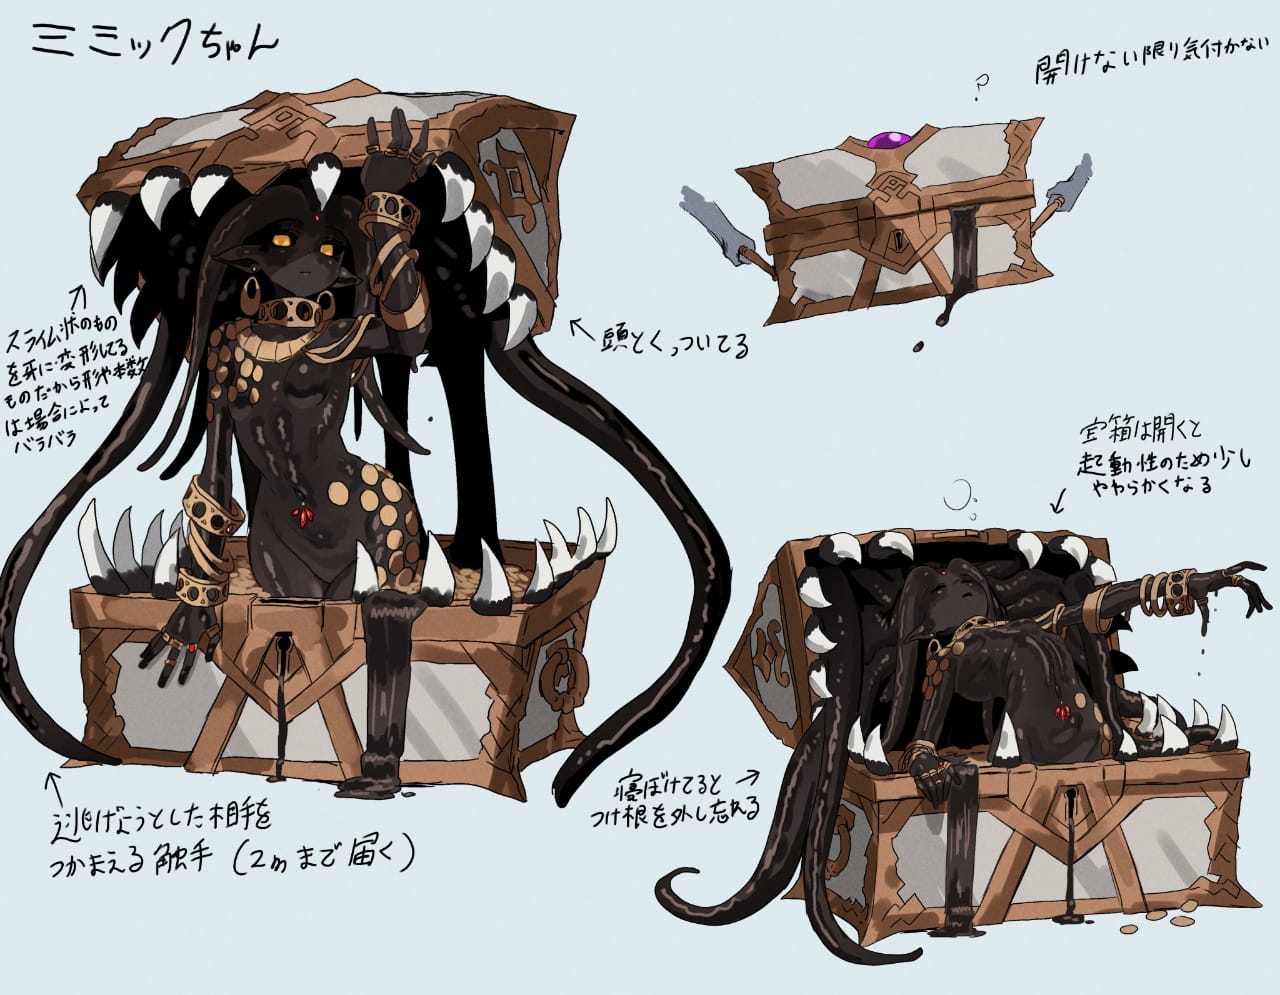 ミミックちゃん
開けない限り気付かない
スライム状のもの
を牙に変形してる
ものだから形や本数
は場合によって
バラバラ
頭とくっついてる
宝箱は開くと
起動性のため少し
やわらかくなる
寝ぼけてると
つけ根を外し忘れる
逃げようとした相手を
つかまえる触手(2mまで届く)